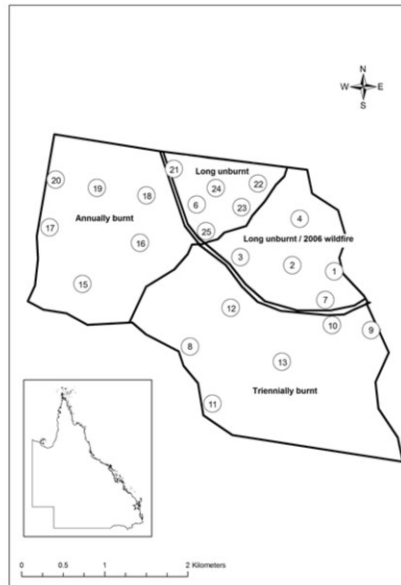 N
W E
S
Long unburnt
21
22
20
19
24
18
6
23
Annually burnt
4
17
25
Long unburnt / 2006 wildfire
16
3
2
1
15
7
12
10
9
8
13
Triennially burnt
11
0 0.5 1 2 Kilometers